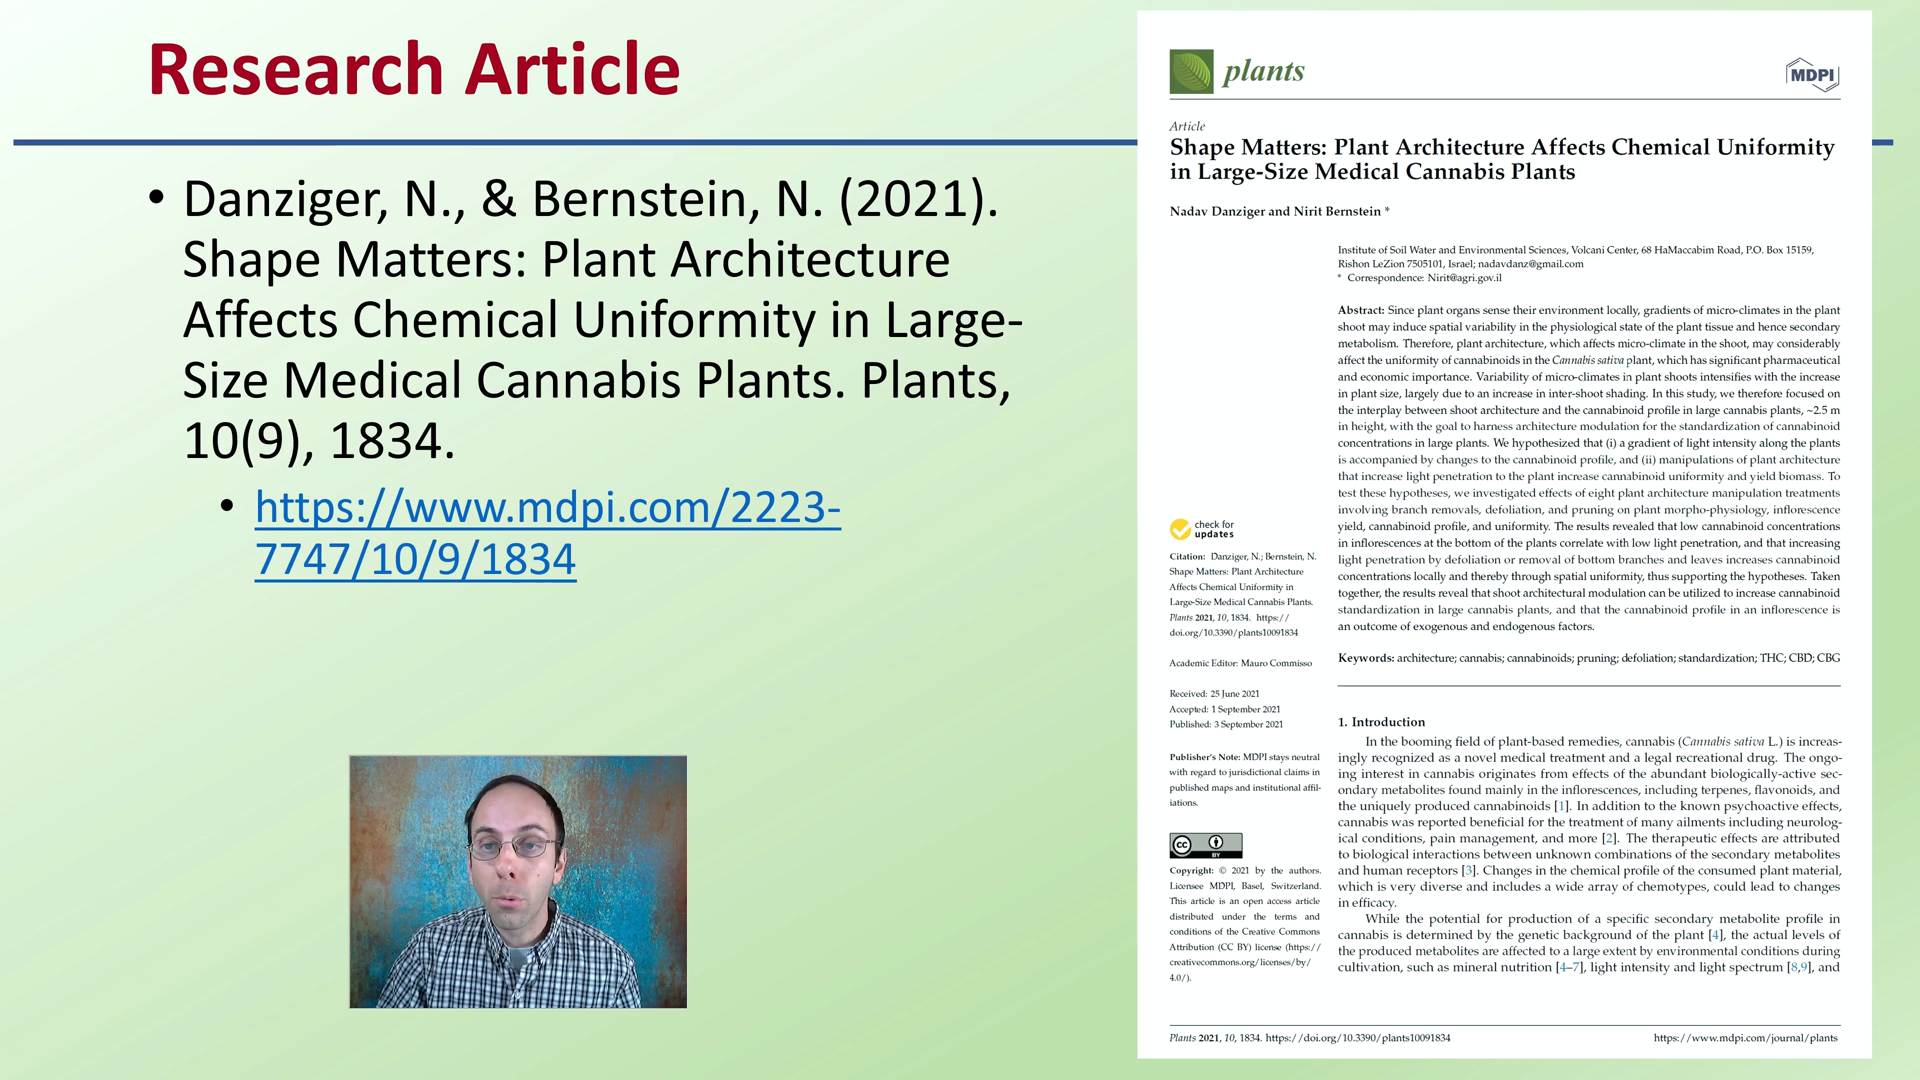 Research Article
• Danziger, N., & Bernstein, N. (2021).
Shape Matters: Plant Architecture
Affects Chemical Uniformity in Large-
Size Medical Cannabis Plants. Plants,
10(9), 1834.
• https://www.mdpi.com/2223-
7747/10/9/1834
plants
MDPI
Article
Shape Matters: Plant Architecture Affects Chemical Uniformity
in Large-Size Medical Cannabis Plants
Nadav Danziger and Nirit Bernstein *
Institute of Soil Water and Environmental Sciences, Volcani Center, 68 HaMaccabim Road, P.O. Box 15159,
Rishon LeZion 7505101, Israel; nadavdanz@gmail.com
* Correspondence: Nirit@agri.gov.il
Abstract: Since plant organs sense their environment locally, gradients of micro-climates in the plant
shoot may induce spatial variability in the physiological state of the plant tissue and hence secondary
metabolism. Therefore, plant architecture, which affects micro-climate in the shoot, may considerably
affect the uniformity of cannabinoids in the Cannabis sativa plant, which has significant pharmaceutical
and economic importance. Variability of micro-climates in plant shoots intensifies with the increase
in plant size, largely due to an increase in inter-shoot shading. In this study, we therefore focused on
the interplay between shoot architecture and the cannabinoid profile in large cannabis plants, ~2.5 m
in height, with the goal to harness architecture modulation for the standardization of cannabinoid
concentrations in large plants. We hypothesized that (i) a gradient of light intensity along the plants
is accompanied by changes to the cannabinoid profile, and (ii) manipulations of plant architecture
that increase light penetration to the plant increase cannabinoid uniformity and yield biomass. To
test these hypotheses, we investigated effects of eight plant architecture manipulation treatments
involving branch removals, defoliation, and pruning on plant morpho-physiology, inflorescence
yield, cannabinoid profile, and uniformity. The results revealed that low cannabinoid concentrations
in inflorescences at the bottom of the plants correlate with low light penetration, and that increasing
light penetration by defoliation or removal of bottom branches and leaves increases cannabinoid
concentrations locally and thereby through spatial uniformity, thus supporting the hypotheses. Taken
together, the results reveal that shoot architectural modulation can be utilized to increase cannabinoid
standardization in large cannabis plants, and that the cannabinoid profile in an inflorescence is
an outcome of exogenous and endogenous factors.
Keywords: architecture; cannabis; cannabinoids; pruning; defoliation; standardization; THC; CBD; CBG
check for
updates
Citation: Danziger, N.; Bernstein, N.
Shape Matters: Plant Architecture
Affects Chemical Uniformity in
Large-Size Medical Cannabis Plants.
Plants 2021, 10, 1834. https://
doi.org/10.3390/plants10091834
Academic Editor: Mauro Commisso
Received: 25 June 2021
Accepted: 1 September 2021
Published: 3 September 2021
Publisher's Note: MDPI stays neutral
with regard to jurisdictional claims in
published maps and institutional affil-
iations.
CC BY
Copyright: © 2021 by the authors.
Licensee MDPI, Basel, Switzerland.
This article is an open access article
distributed under the terms and
conditions of the Creative Commons
Attribution (CC BY) license (https://
creativecommons.org/licenses/by/
4.0/).
1. Introduction
In the booming field of plant-based remedies, cannabis (Cannabis sativa L.) is increas-
ingly recognized as a novel medical treatment and a legal recreational drug. The ongo-
ing interest in cannabis originates from effects of the abundant biologically-active sec-
ondary metabolites found mainly in the inflorescences, including terpenes, flavonoids, and
the uniquely produced cannabinoids [1]. In addition to the known psychoactive effects,
cannabis was reported beneficial for the treatment of many ailments including neurolog-
ical conditions, pain management, and more [2]. The therapeutic effects are attributed
to biological interactions between unknown combinations of the secondary metabolites
and human receptors [3]. Changes in the chemical profile of the consumed plant material,
which is very diverse and includes a wide array of chemotypes, could lead to changes
in efficacy.
While the potential for production of a specific secondary metabolite profile in
cannabis is determined by the genetic background of the plant [4], the actual levels of
the produced metabolites are affected to a large extent by environmental conditions during
cultivation, such as mineral nutrition [4–7], light intensity and light spectrum [8,9], and
Plants 2021, 10, 1834. https://doi.org/10.3390/plants10091834
https://www.mdpi.com/journal/plants